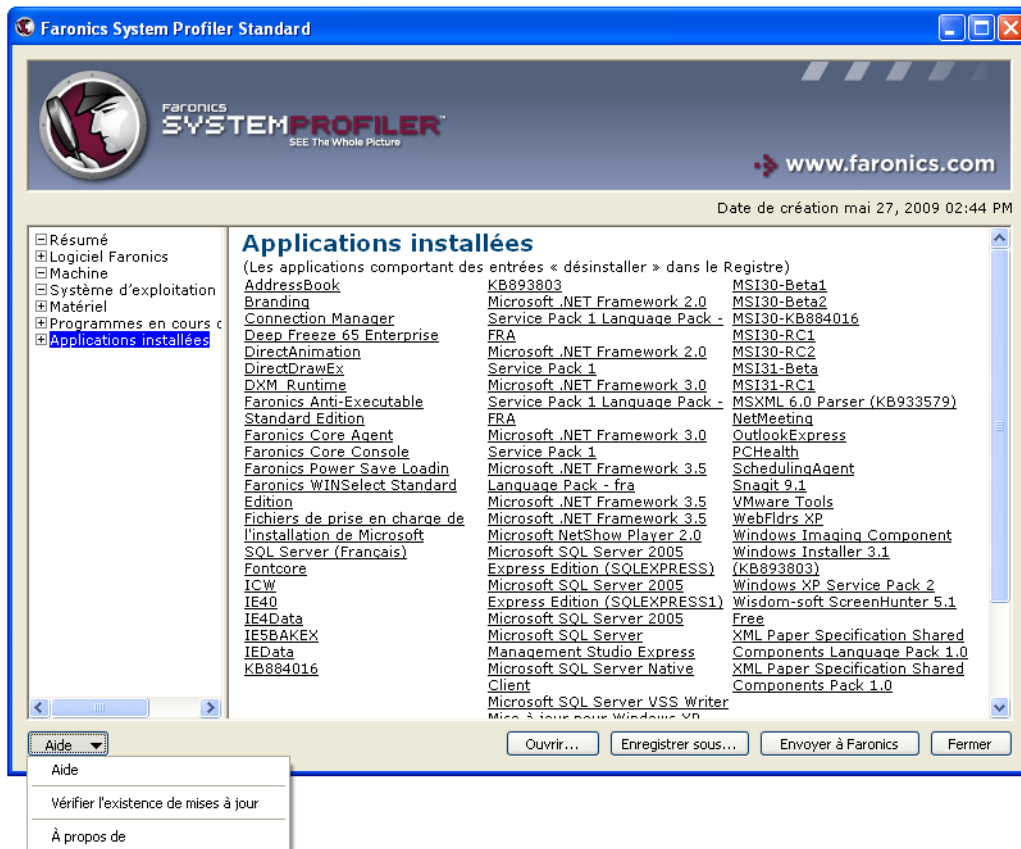 Faronics System Profiler Standard
Faronics
SYSTEMPROFILER™
SEE The Whole Picture
www.faronics.com
Date de création mai 27, 2009 02:44 PM
Résumé
Logiciel Faronics
Machine
Système d'exploitation
Matériel
Programmes en cours
Applications installées
Applications installées
(Les applications comportant des entrées « désinstaller » dans le Registre)
AddressBook
Branding
Connection Manager
Deep Freeze 65 Enterprise
DirectAnimation
DirectDrawEx
DXM_Runtime
Faronics Anti-Executable
Standard Edition
Faronics Core Agent
Faronics Core Console
Faronics Power Save Loadin
Faronics WINSelect Standard
Edition
Fichiers de prise en charge de
l'installation de Microsoft
SQL Server (Français)
Fontcore
ICW
IE40
IE4Data
IE5BAKEX
IEData
KB884016
KB893803
Microsoft .NET Framework 2.0
Service Pack 1 Language Pack -
FRA
Microsoft .NET Framework 2.0
Service Pack 1
Microsoft .NET Framework 3.0
Service Pack 1 Language Pack -
FRA
Microsoft .NET Framework 3.0
Service Pack 1
Microsoft .NET Framework 3.5
Language Pack - fra
Microsoft .NET Framework 3.5
Microsoft .NET Framework 3.5
Microsoft NetShow Player 2.0
Microsoft SQL Server 2005
Express Edition (SQLEXPRESS)
Microsoft SQL Server 2005
Express Edition (SQLEXPRESS1)
Microsoft SQL Server 2005
Microsoft SQL Server
Management Studio Express
Microsoft SQL Server Native
Client
Microsoft SQL Server VSS Writer
Mise à jour pour Windows XP
MSI30-Beta1
MSI30-Beta2
MSI30-KB884016
MSI30-RC1
MSI30-RC2
MSI31-Beta
MSI31-RC1
MSXML 6.0 Parser (KB933579)
NetMeeting
OutlookExpress
PCHealth
SchedulingAgent
Snagit 9.1
VMware Tools
WebFldrs XP
Windows Imaging Component
Windows Installer 3.1
(KB893803)
Windows XP Service Pack 2
Wisdom-soft ScreenHunter 5.1
Free
XML Paper Specification Shared
Components Language Pack 1.0
XML Paper Specification Shared
Components Pack 1.0
Aide
Ouvrir...
Enregistrer sous...
Envoyer à Faronics
Fermer
Aide
Vérifier l'existence de mises à jour
À propos de